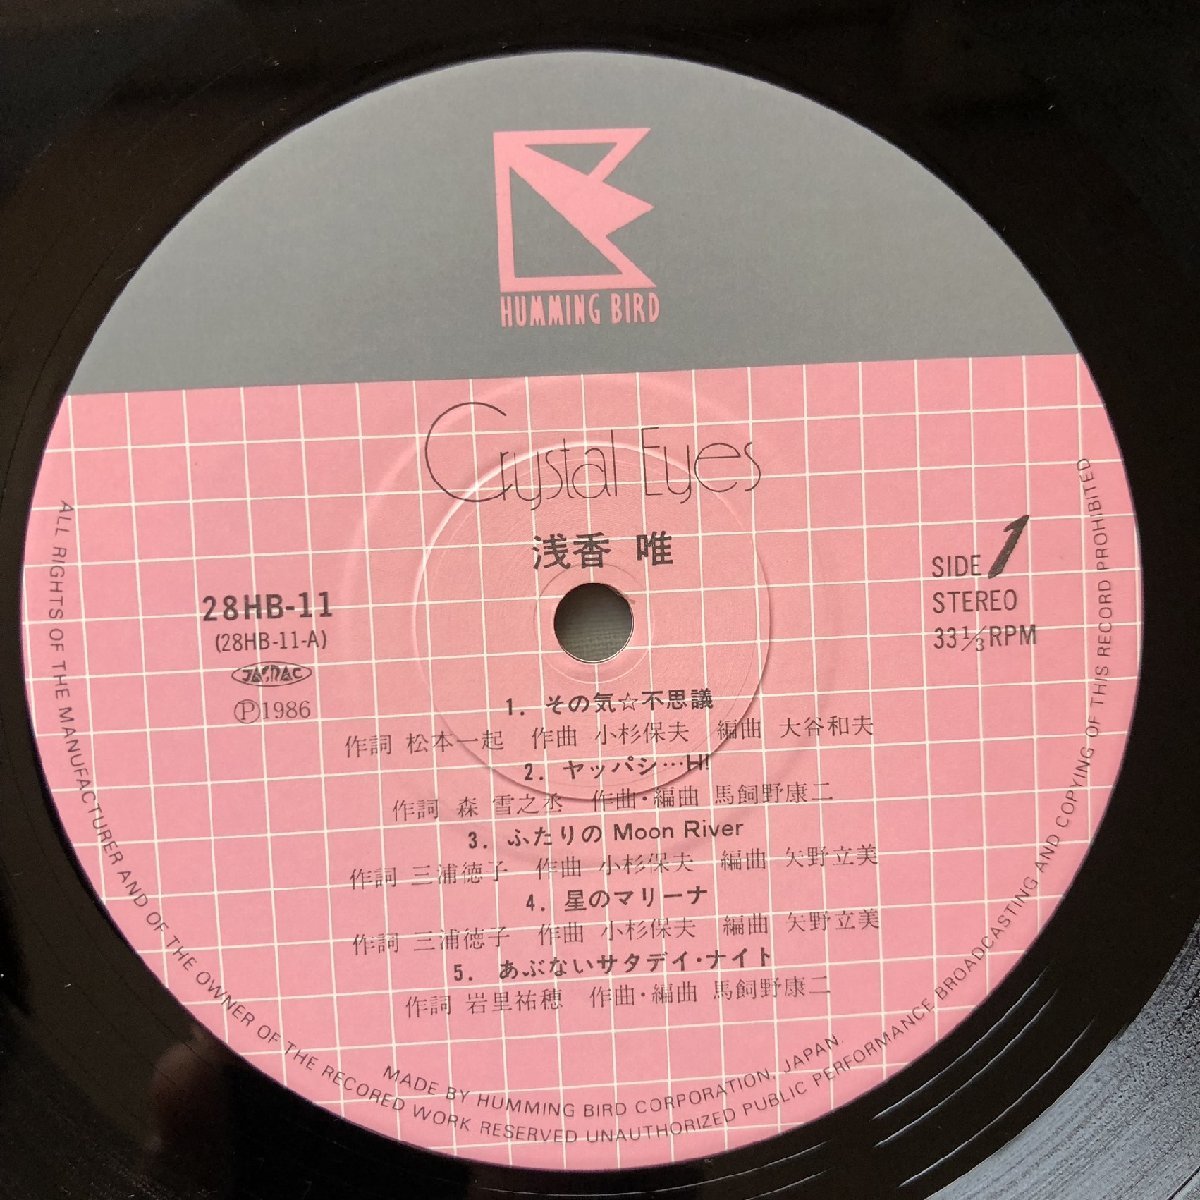 HUMMING BIRD
Crystal Eyes
浅香 唯
28HB-11
(28HB-11-A)
JASRAC
Ⓟ1986
SIDE 1
STEREO
33 1/3 RPM
1. その気☆不思議
作詞 松本一起 作曲 小杉保夫 編曲 大谷和夫
2. ヤッパシ…H!
作詞 森 雪之丞 作曲・編曲 馬飼野康二
3. ふたりの Moon River
作詞 三浦徳子 作曲 小杉保夫 編曲 矢野立美
4. 星のマリーナ
作詞 三浦徳子 作曲 小杉保夫 編曲 矢野立美
5. あぶないサタデイ・ナイト
作詞 岩里祐穂 作曲・編曲 馬飼野康二
MADE BY HUMMING BIRD CORPORATION, JAPAN.
ALL RIGHTS OF THE MANUFACTURER AND OF THE OWNER OF THE RECORDED WORK RESERVED UNAUTHORIZED PUBLIC PERFORMANCE BROADCASTING AND COPYING OF THIS RECORD PROHIBITED